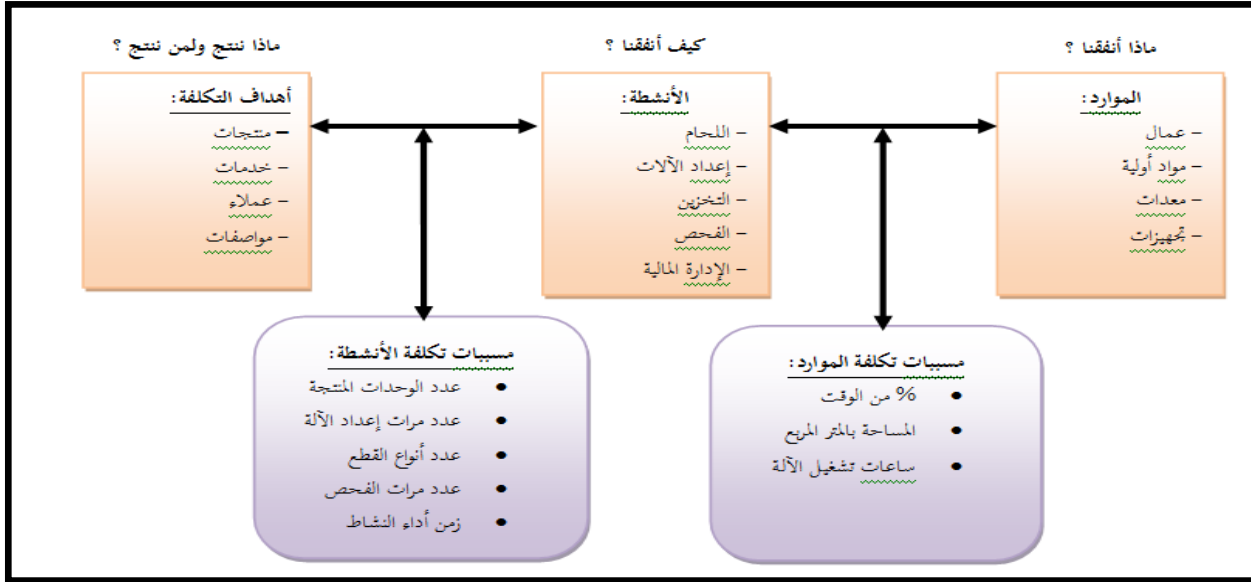 ماذا أنفقنا ؟
الموارد:
– عمال
– مواد أولية
– معدات
– تجهيزات
كيف أنفقنا ؟
الأنشطة:
– اللحام
– إعداد الآلات
– التخزين
– الفحص
– الإدارة المالية
ماذا ننتج ولمن ننتج ؟
أهداف التكلفة:
– منتجات
– خدمات
– عملاء
– مواصفات
مسببات تكلفة الموارد:
• % من الوقت
• المساحة بالمتر المربع
• ساعات تشغيل الآلة
مسببات تكلفة الأنشطة:
• عدد الوحدات المنتجة
• عدد مرات إعداد الآلة
• عدد أنواع القطع
• عدد مرات الفحص
• زمن أداء النشاط